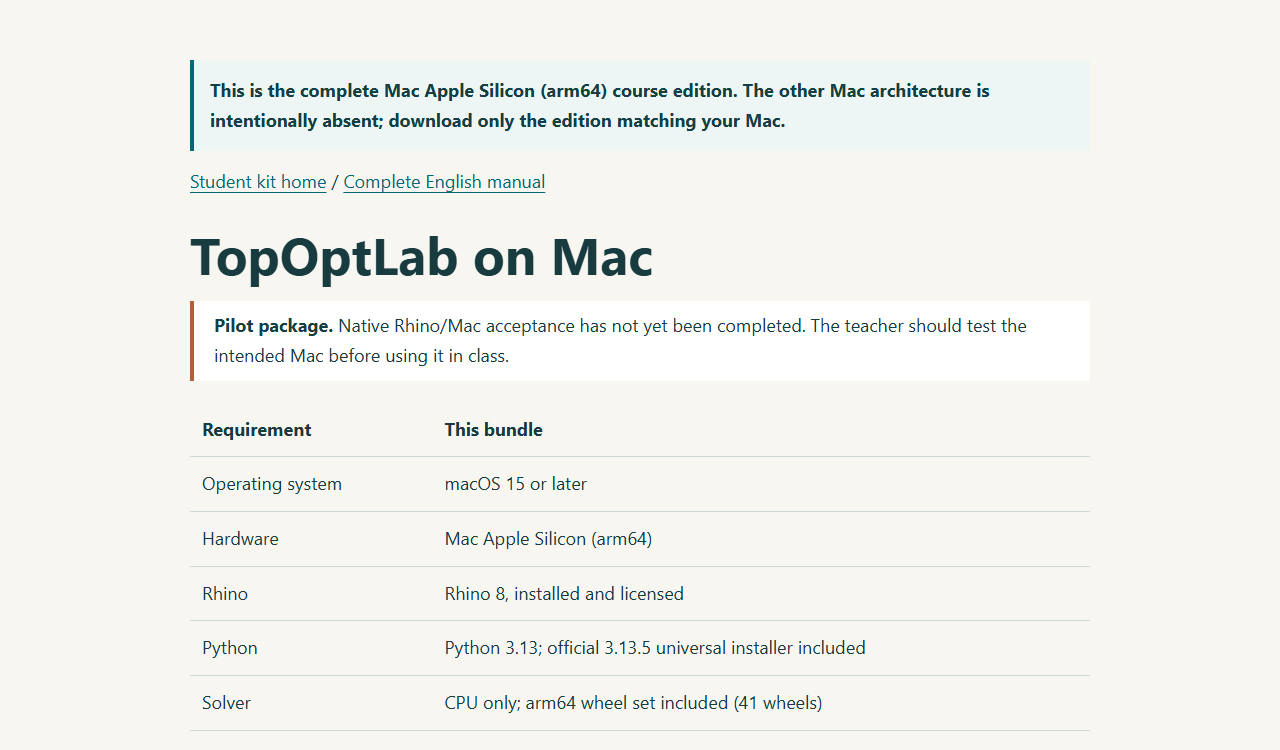 This is the complete Mac Apple Silicon (arm64) course edition. The other Mac architecture is
intentionally absent; download only the edition matching your Mac.
Student kit home / Complete English manual
TopOptLab on Mac
Pilot package. Native Rhino/Mac acceptance has not yet been completed. The teacher should test the
intended Mac before using it in class.
Requirement This bundle
Operating system macOS 15 or later
Hardware Mac Apple Silicon (arm64)
Rhino Rhino 8, installed and licensed
Python Python 3.13; official 3.13.5 universal installer included
Solver CPU only; arm64 wheel set included (41 wheels)